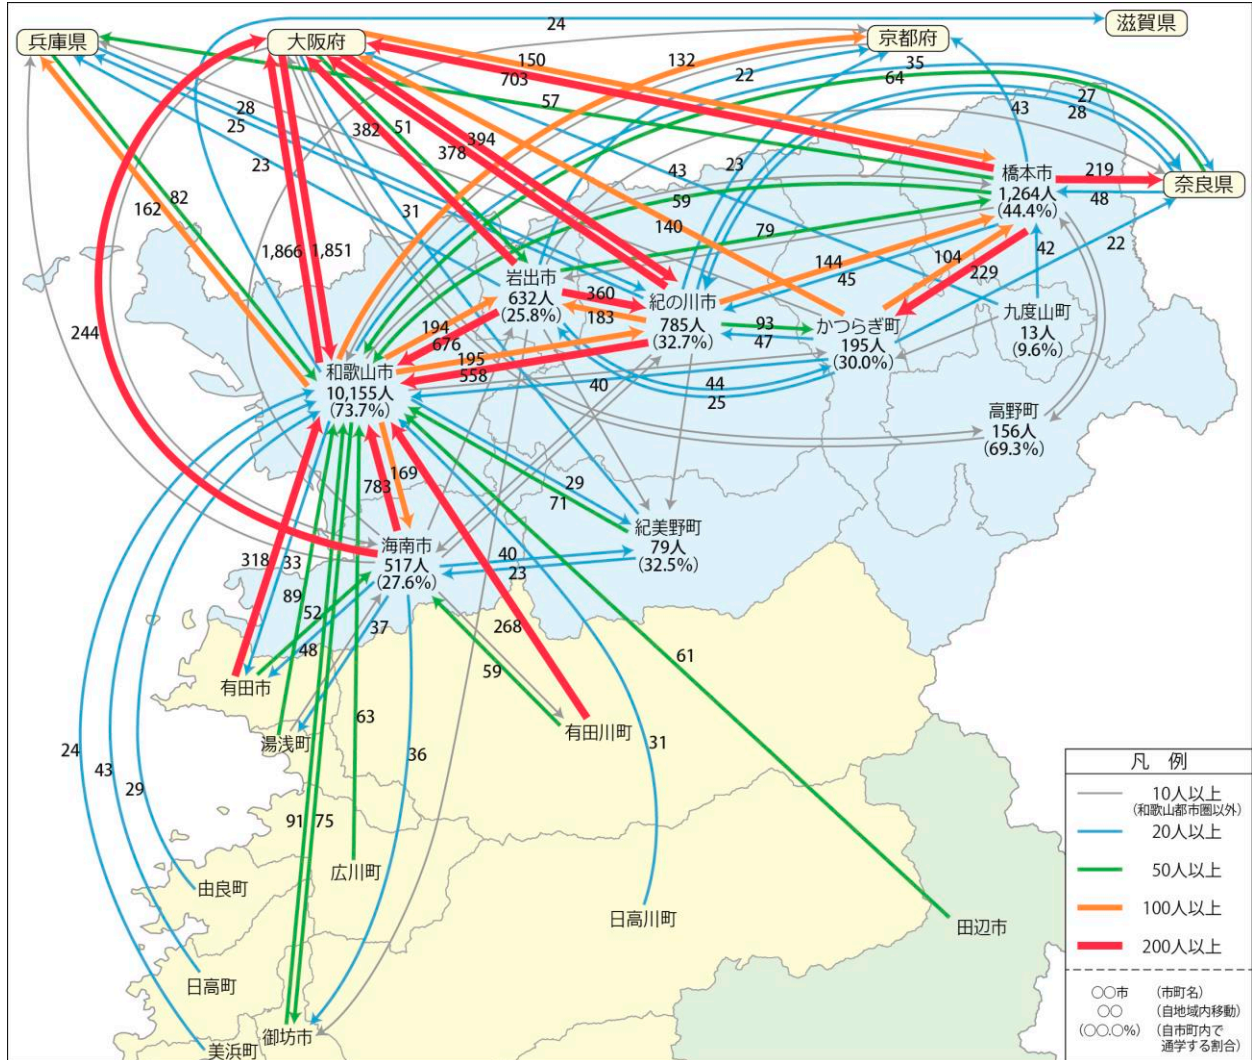 24
滋賀県
兵庫県
大阪府
京都府
150
703
132
22
35
64
57
28
25
382
51
394
378
43
27
28
23
23
43
橋本市
1,264人
(44.4%)
219
48
奈良県
82
162
31
59
140
79
42
22
1,866
1,851
岩出市
632人
(25.8%)
360
183
紀の川市
785人
(32.7%)
144
45
104
229
93
47
かつらぎ町
195人
(30.0%)
九度山町
13人
(9.6%)
244
194
676
195
558
和歌山市
10,155人
(73.7%)
40
44
25
高野町
156人
(69.3%)
169
783
29
71
紀美野町
79人
(32.5%)
海南市
517人
(27.6%)
40
23
318
33
89
52
48
37
268
59
61
有田市
湯浅町
有田川町
63
31
24
43
29
36
91
75
広川町
由良町
日高川町
田辺市
日高町
御坊市
美浜町
凡 例
10人以上
(和歌山都市圏以外)
20人以上
50人以上
100人以上
200人以上
○○市 (市町名)
○○ (自地域内移動)
(○○.○%) (自市町内で
通学する割合)